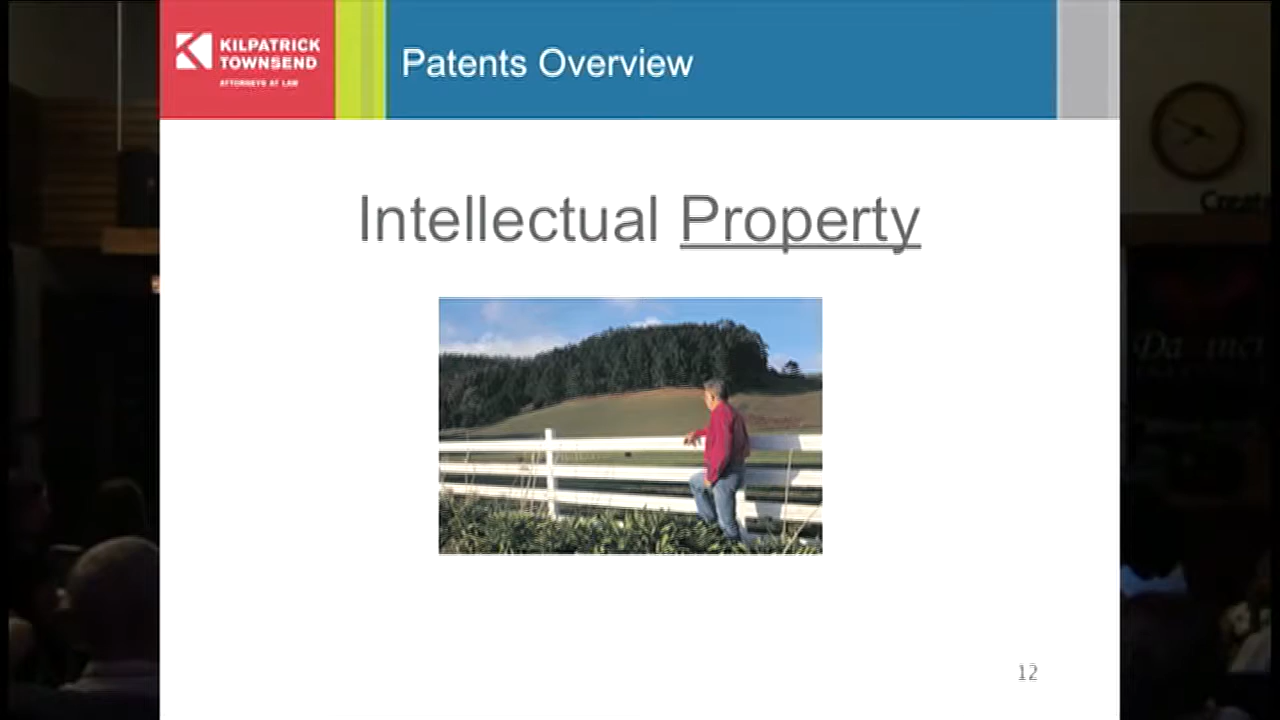 KILPATRICK
TOWNSEND
ATTORNEYS AT LAW
Patents Overview
Intellectual Property
12